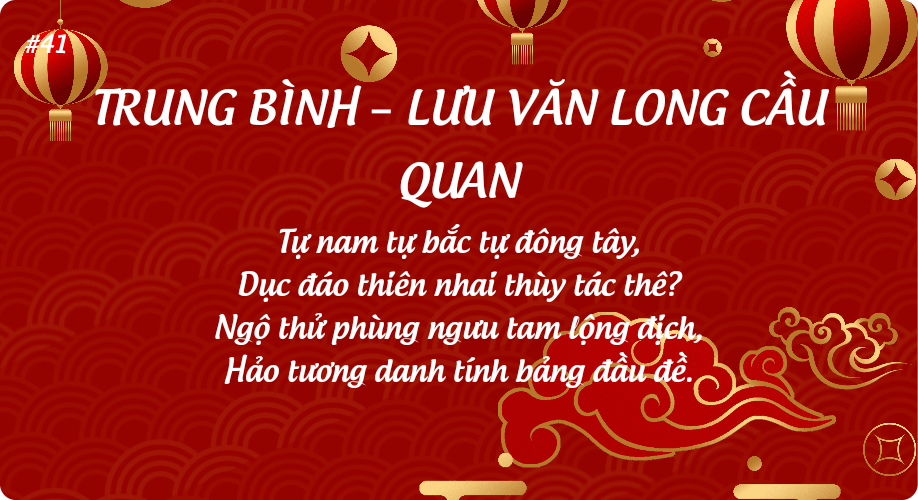 #41
TRUNG BÌNH – LƯU VĂN LONG CẦU
QUAN
Tự nam tự bắc tự đông tây,
Dục đáo thiên nhai thùy tác thê?
Ngộ thử phùng ngưu tam lộng địch,
Hảo tương danh tính bảng đầu đề.